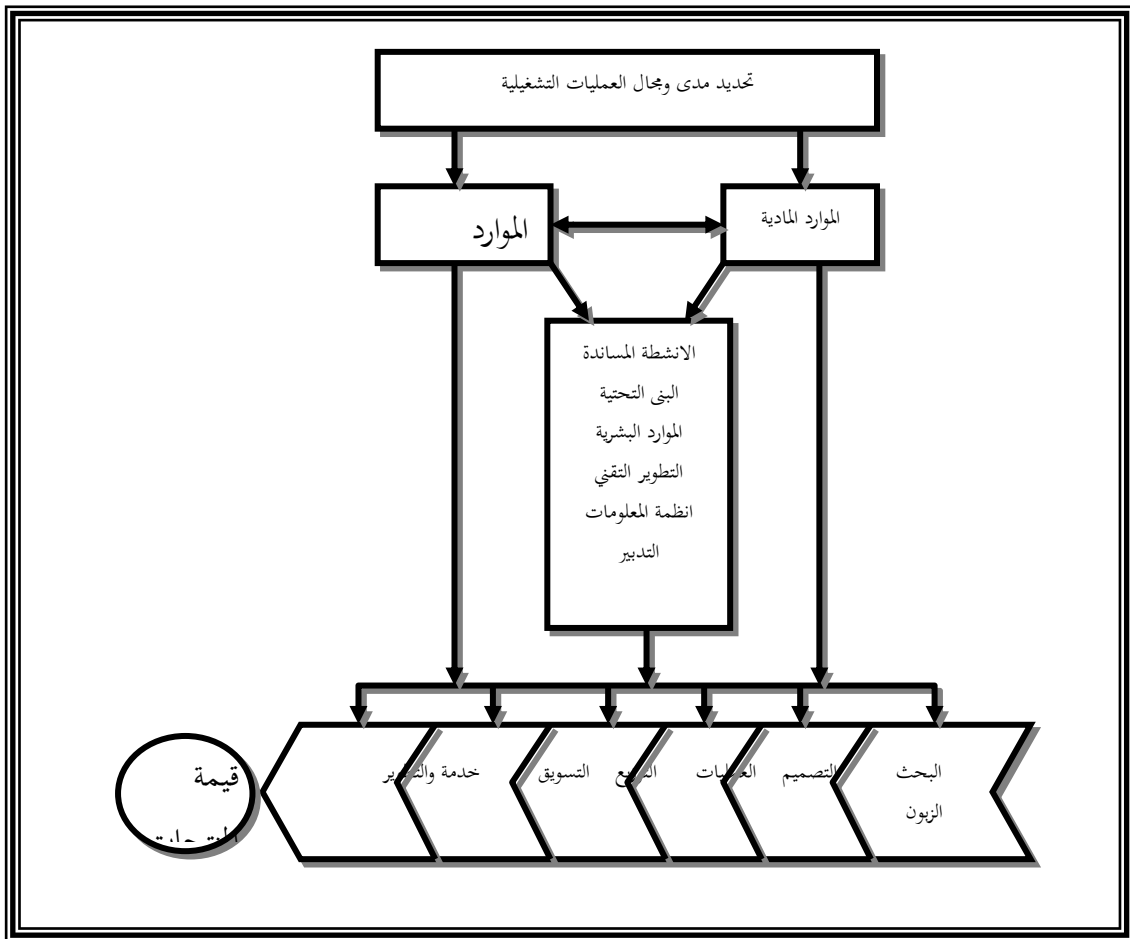 تحديد مدى ومجال العمليات التشغيلية
الموارد المادية
الموارد
الانشطة المساندة
البنى التحتية
الموارد البشرية
التطوير التقني
انظمة المعلومات
التدبير
البحث
الزبون
التصميم
العمليات
التسويق
خدمة
قيمة